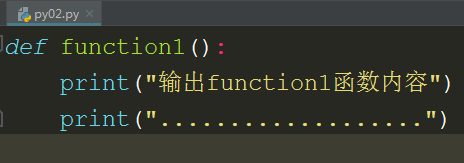 py02.py
def function1():
    print("输出function1函数内容")
    print("...................")